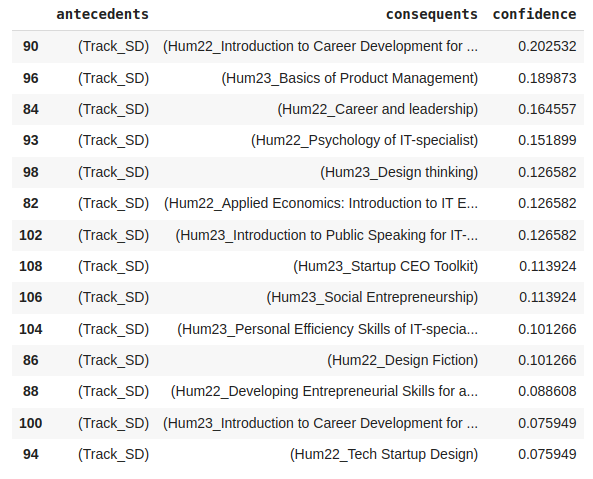 antecedents consequents confidence
90 (Track_SD) (Hum22_Introduction to Career Development for ... 0.202532
96 (Track_SD) (Hum23_Basics of Product Management) 0.189873
84 (Track_SD) (Hum22_Career and leadership) 0.164557
93 (Track_SD) (Hum22_Psychology of IT-specialist) 0.151899
98 (Track_SD) (Hum23_Design thinking) 0.126582
82 (Track_SD) (Hum22_Applied Economics: Introduction to IT E... 0.126582
102 (Track_SD) (Hum23_Introduction to Public Speaking for IT-... 0.126582
108 (Track_SD) (Hum23_Startup CEO Toolkit) 0.113924
106 (Track_SD) (Hum23_Social Entrepreneurship) 0.113924
104 (Track_SD) (Hum23_Personal Efficiency Skills of IT-specia... 0.101266
86 (Track_SD) (Hum22_Design Fiction) 0.101266
88 (Track_SD) (Hum22_Developing Entrepreneurial Skills for a... 0.088608
100 (Track_SD) (Hum23_Introduction to Career Development for ... 0.075949
94 (Track_SD) (Hum22_Tech Startup Design) 0.075949